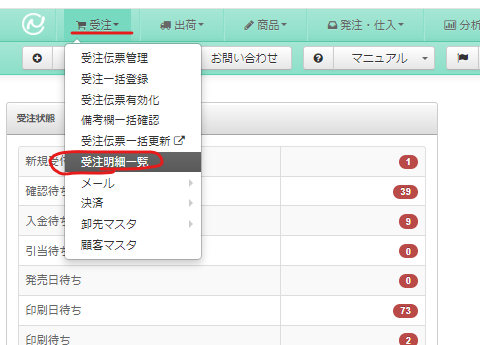 受注 出荷 商品 発注・仕入 分析
お問い合わせ マニュアル
受注伝票管理
受注一括登録
受注伝票有効化
備考欄一括確認
受注伝票一括更新
受注明細一覧
メール
決済
卸先マスタ
顧客マスタ
受注状態
新規受 1
確認待ち 39
入金待 9
引当待ち 0
発売日待ち 0
印刷日待ち 73
印刷待ち 2